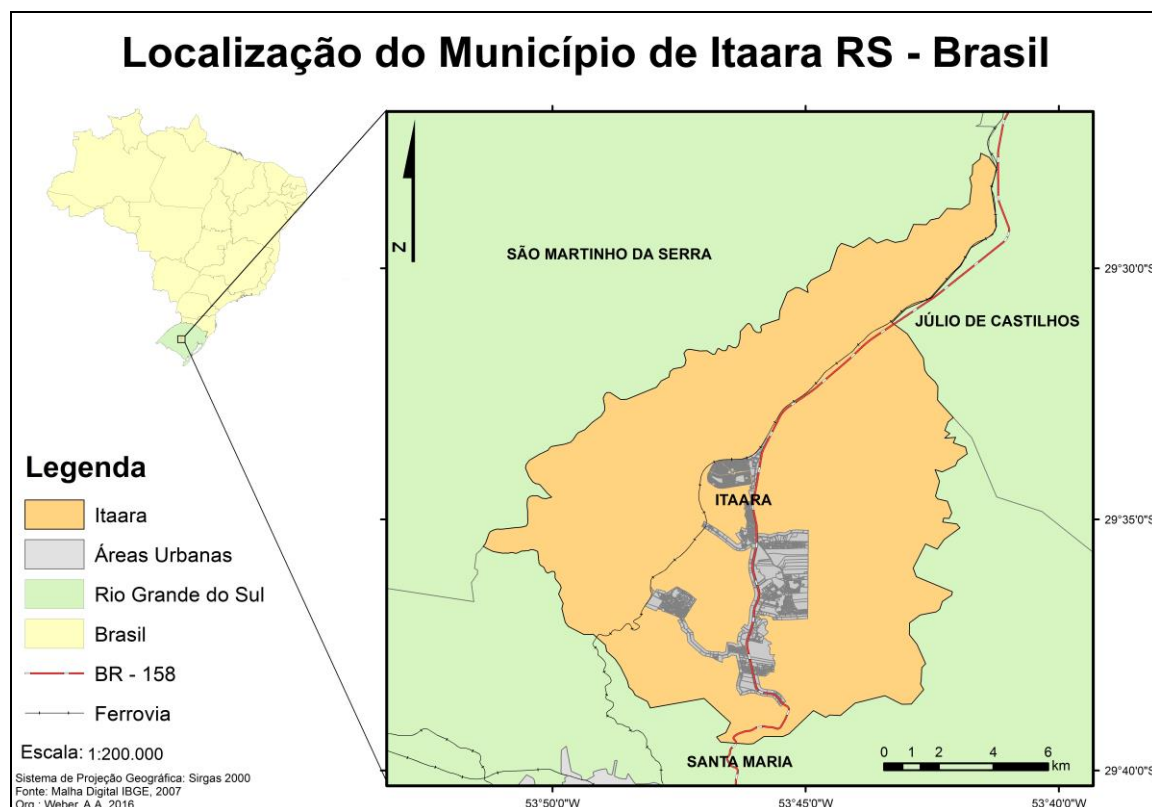 Localização do Município de Itaara RS - Brasil
N
SÃO MARTINHO DA SERRA
JÚLIO DE CASTILHOS
ITAARA
SANTA MARIA
29°30'0"S
29°35'0"S
29°40'0"S
0 1 2 4 6
km
53°50'0"W
53°45'0"W
53°40'0"W
Legenda
Itaara
Áreas Urbanas
Rio Grande do Sul
Brasil
BR - 158
Ferrovia
Escala: 1:200.000
Sistema de Projeção Geográfica: Sirgas 2000
Fonte: Malha Digital IBGE, 2007
Org.: Weber, A.A. 2016